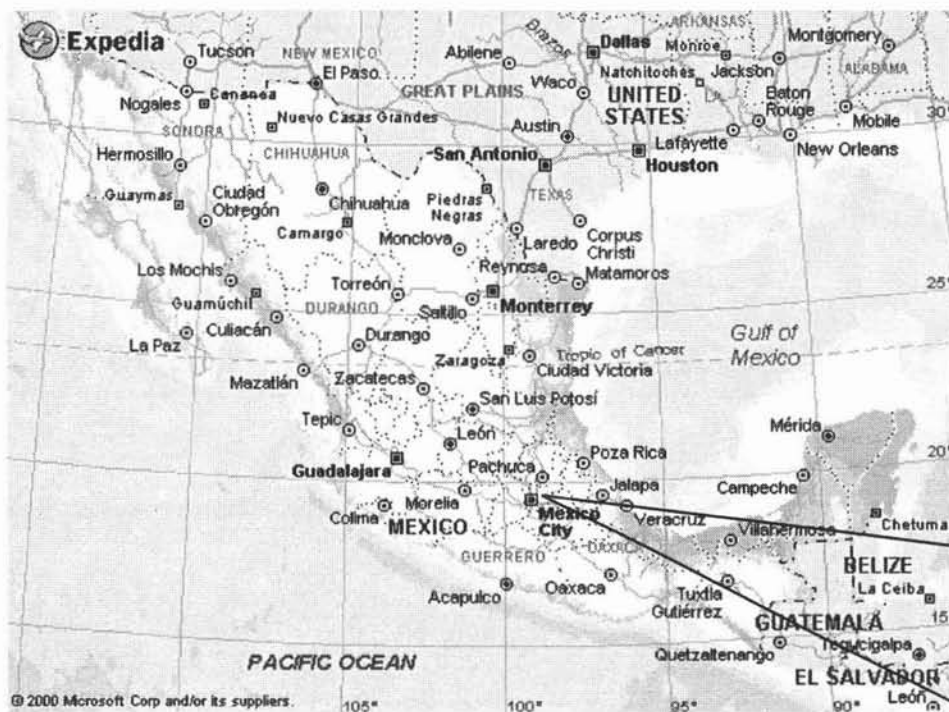 Expedia
Tucson
NEW MEXICO
Abilene
Brazos
Dallas
ARKANSAS
Monroe
Montgomery
El Paso
GREAT PLAINS
Waco
Natchitoches
Jackson
ALABAMA
Nogales
Cananea
UNITED
STATES
LA
Baton
Rouge
SONORA
Nuevo Casas Grandes
Austin
Lafayette
Mobile
30°
Hermosillo
CHIHUAHUA
San Antonio
Houston
New Orleans
Guaymas
Ciudad
Obregón
Chihuahua
Piedras
Negras
TEXAS
Camargo
Monclova
Laredo
Corpus
Christi
Los Mochis
Torreón
Reynosa
Matamoros
Guamúchil
DURANGO
Saltillo
Monterrey
25°
La Paz
Culiacán
Durango
Zaragoza
Tropic of Cancer
Ciudad Victoria
Gulf of
Mexico
Mazatlán
Zacatecas
San Luis Potosí
Tepic
León
Mérida
Guadalajara
Pachuca
Poza Rica
20°
Colima
Morelia
Jalapa
Campeche
MEXICO
Mexico
City
Veracruz
Villahermosa
Chetumal
GUERRERO
OAXACA
BELIZE
Acapulco
Oaxaca
Tuxtla
Gutiérrez
La Ceiba
GUATEMALA
15°
PACIFIC OCEAN
Quetzaltenango
Tegucigalpa
EL SALVADOR
León
© 2000 Microsoft Corp and/or its suppliers.
105°
100°
95°
90°